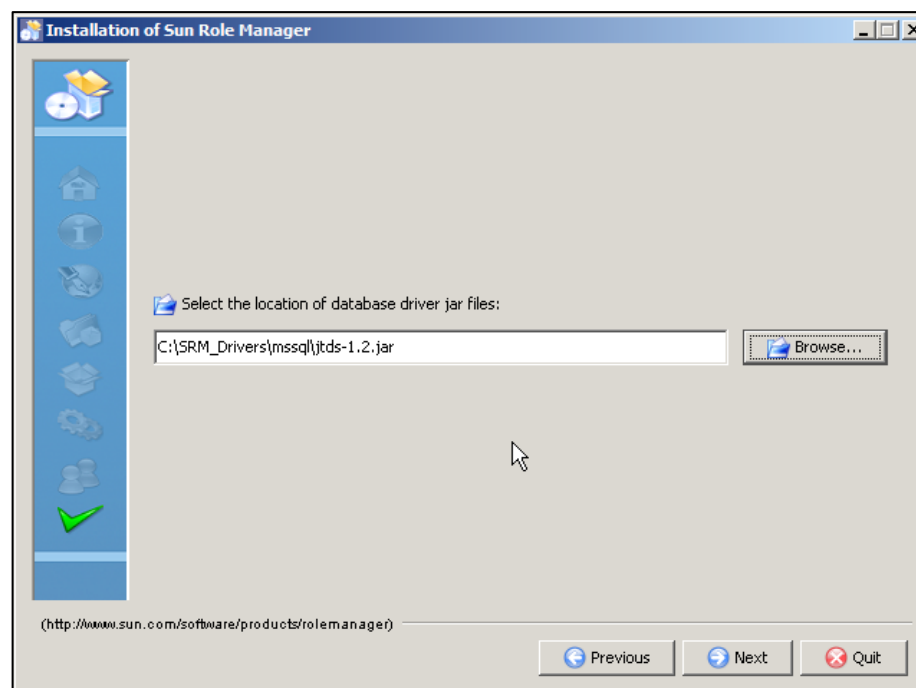 Installation of Sun Role Manager
Select the location of database driver jar files:
C:\SRM_Drivers\mssql\jtds-1.2.jar
Browse...
(http://www.sun.com/software/products/rolemanager)
Previous
Next
Quit